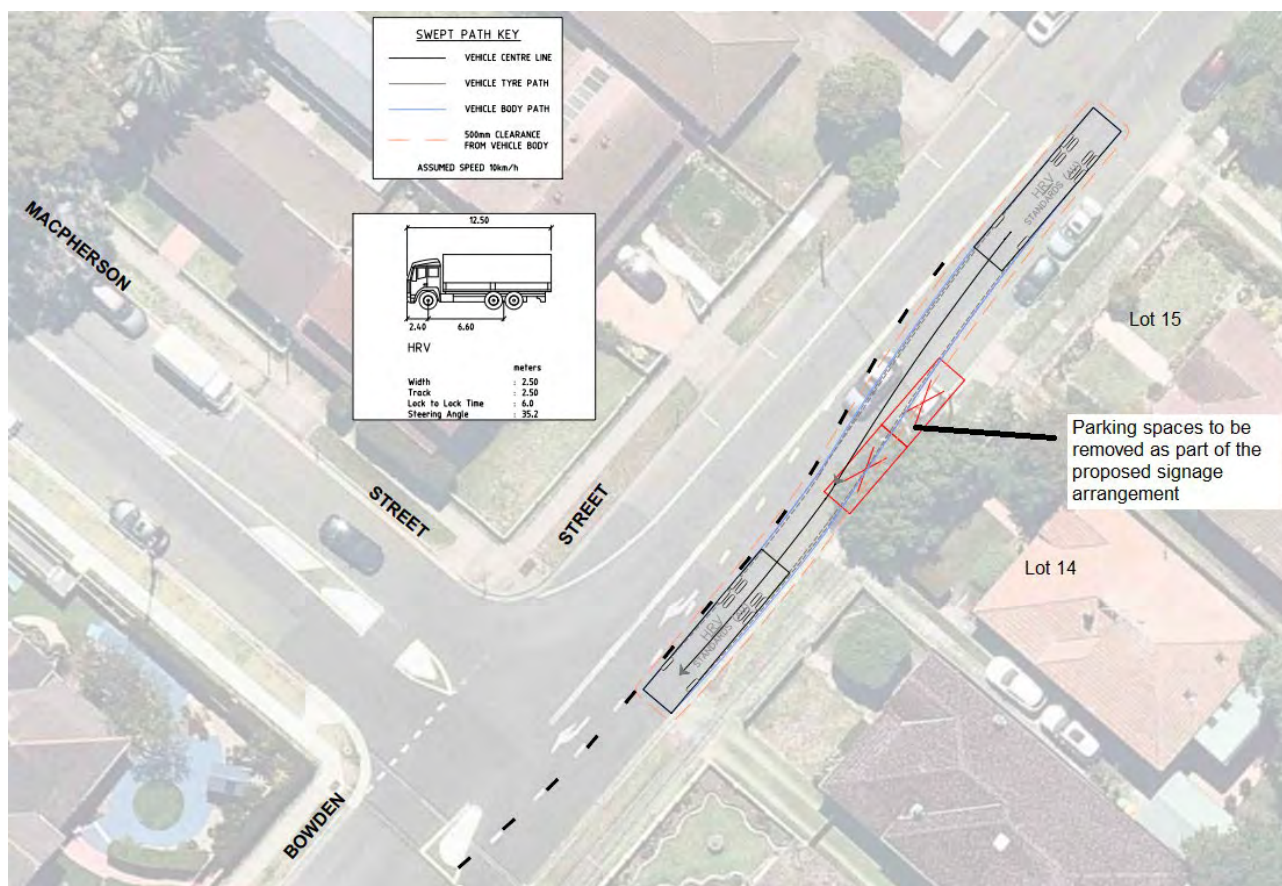 SWEPT PATH KEY
VEHICLE CENTRE LINE
VEHICLE TYRE PATH
VEHICLE BODY PATH
500mm CLEARANCE
FROM VEHICLE BODY
ASSUMED SPEED 10km/h
12.50
2.40
6.60
HRV
meters
Width : 2.50
Track : 2.50
Lock to Lock Time : 6.0
Steering Angle : 35.2
MACPHERSON
STREET
STREET
BOWDEN
HRV
STANDARDS
HRV
STANDARDS
Lot 15
Parking spaces to be
removed as part of the
proposed signage
arrangement
Lot 14